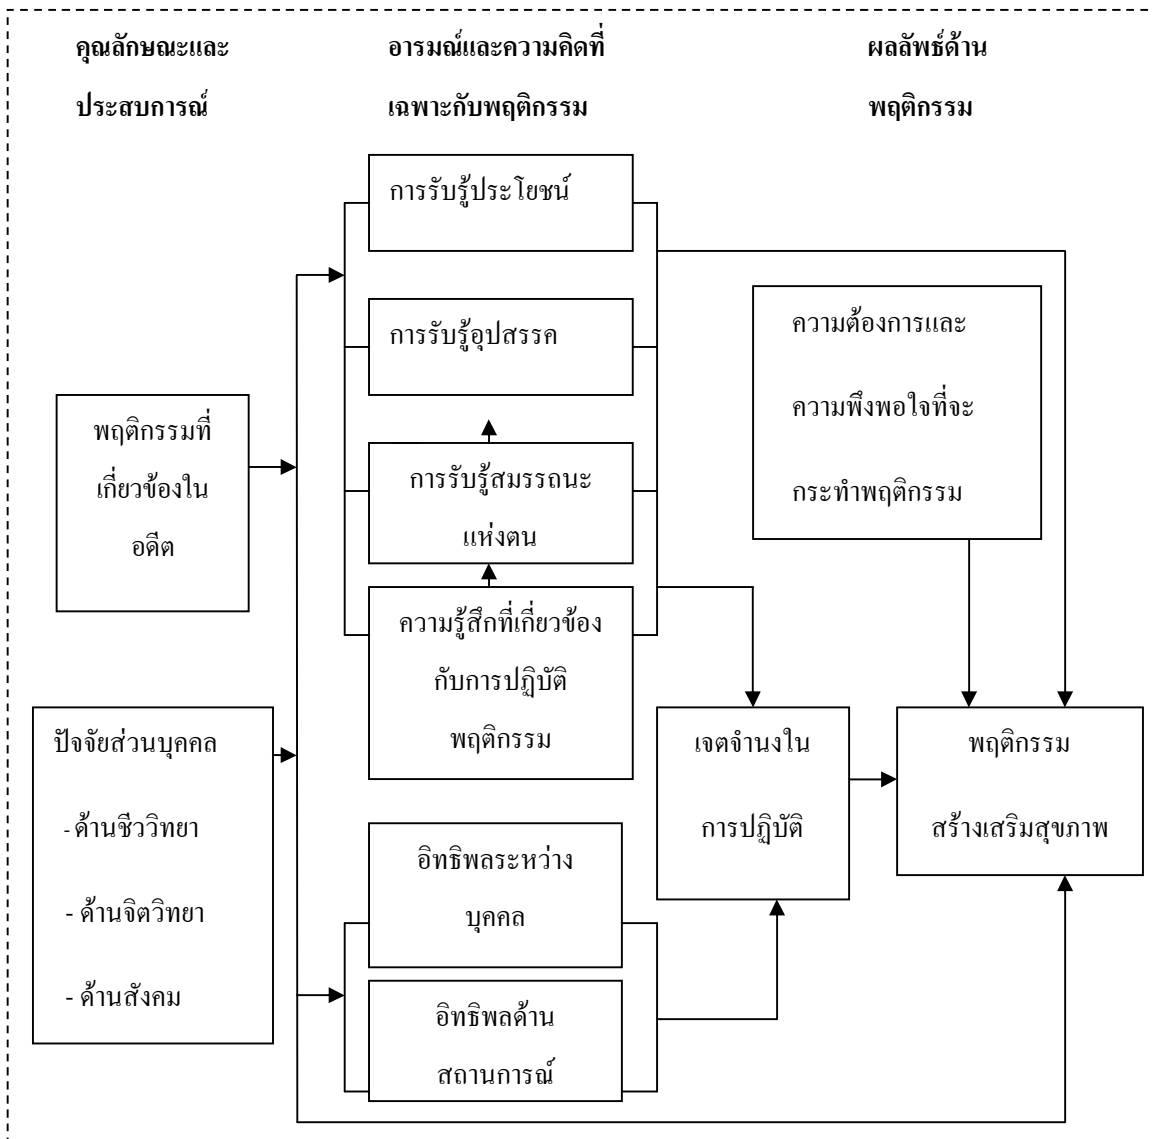 คุณลักษณะและ
ประสบการณ์
อารมณ์และความคิดที่
เฉพาะกับพฤติกรรม
ผลลัพธ์ด้าน
พฤติกรรม
การรับรู้ประโยชน์
การรับรู้อุปสรรค
การรับรู้สมรรถนะ
แห่งตน
ความรู้สึกที่เกี่ยวข้อง
กับการปฏิบัติ
พฤติกรรม
พฤติกรรมที่
เกี่ยวข้องใน
อดีต
ปัจจัยส่วนบุคคล
- ด้านชีววิทยา
- ด้านจิตวิทยา
- ด้านสังคม
อิทธิพลระหว่าง
บุคคล
อิทธิพลด้าน
สถานการณ์
ความต้องการและ
ความพึงพอใจที่จะ
กระทำพฤติกรรม
เจตจำนงใน
การปฏิบัติ
พฤติกรรม
สร้างเสริมสุขภาพ